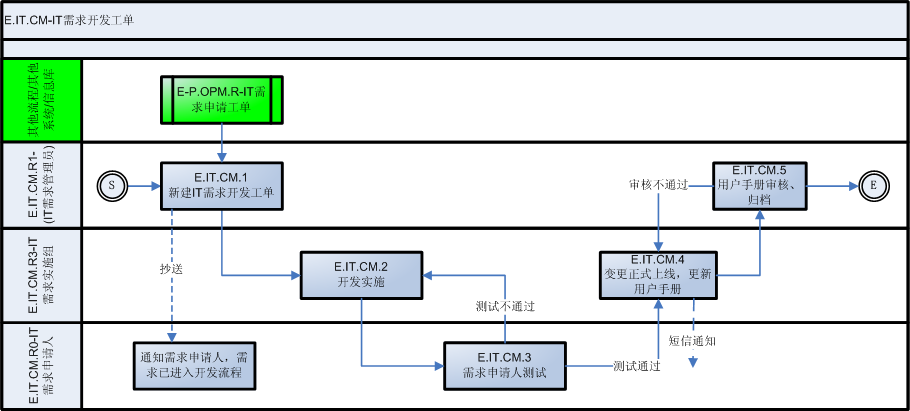 E.IT.CM-IT需求开发工单
其他流程/其他
系统/信息库
E-P.OPM.R-IT需
求申请工单
E.IT.CM.R1-
(IT需求管理员)
S
E.IT.CM.1
新建IT需求开发工单
审核不通过
E.IT.CM.5
用户手册审核、
归档
E
E.IT.CM.R3-IT
需求实施组
抄送
E.IT.CM.2
开发实施
测试不通过
E.IT.CM.4
变更正式上线，更新
用户手册
短信通知
E.IT.CM.R0-IT
需求申请人
通知需求申请人，需
求已进入开发流程
E.IT.CM.3
需求申请人测试
测试通过